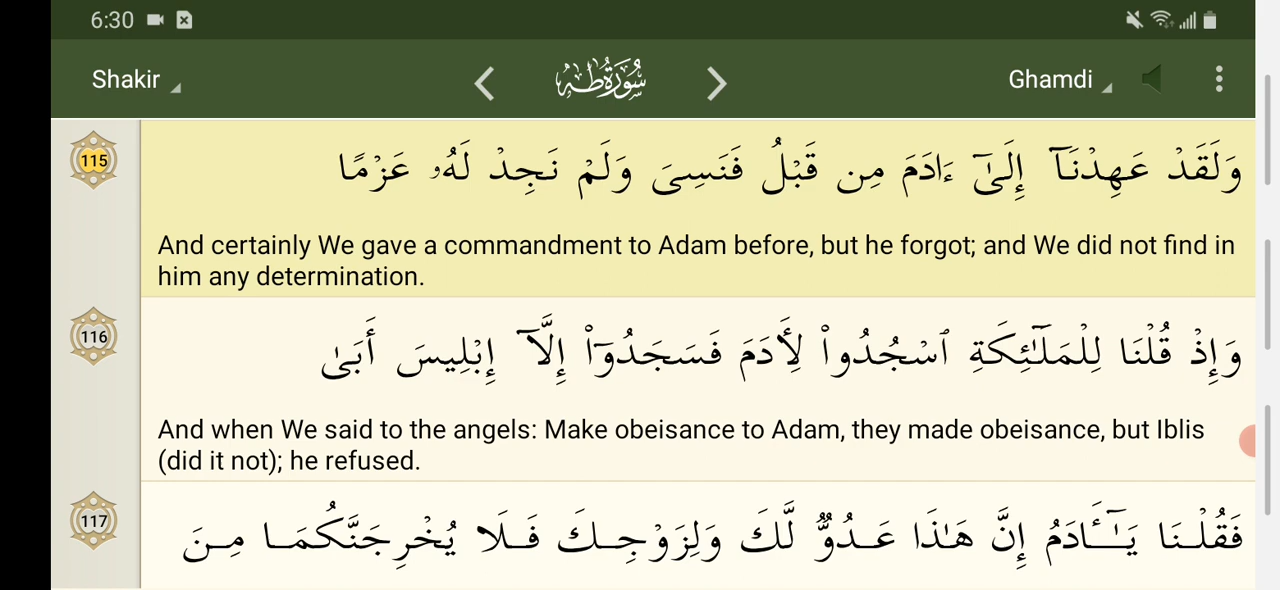 6:30
Shakir
سُورَةُ طه
Ghamdi
115
وَلَقَدْ عَهِدْنَآ إِلَىٰٓ ءَادَمَ مِن قَبْلُ فَنَسِىَ وَلَمْ نَجِدْ لَهُۥ عَزْمًا
And certainly We gave a commandment to Adam before, but he forgot; and We did not find in
him any determination.
116
وَإِذْ قُلْنَا لِلْمَلَـٰٓئِكَةِ ٱسْجُدُوا۟ لِـَٔادَمَ فَسَجَدُوٓا۟ إِلَّآ إِبْلِيسَ أَبَىٰ
And when We said to the angels: Make obeisance to Adam, they made obeisance, but Iblis
(did it not); he refused.
117
فَقُلْنَا يَـٰٓـَٔادَمُ إِنَّ هَـٰذَا عَدُوٌّ لَّكَ وَلِزَوْجِكَ فَلَا يُخْرِجَنَّكُمَا مِنَ